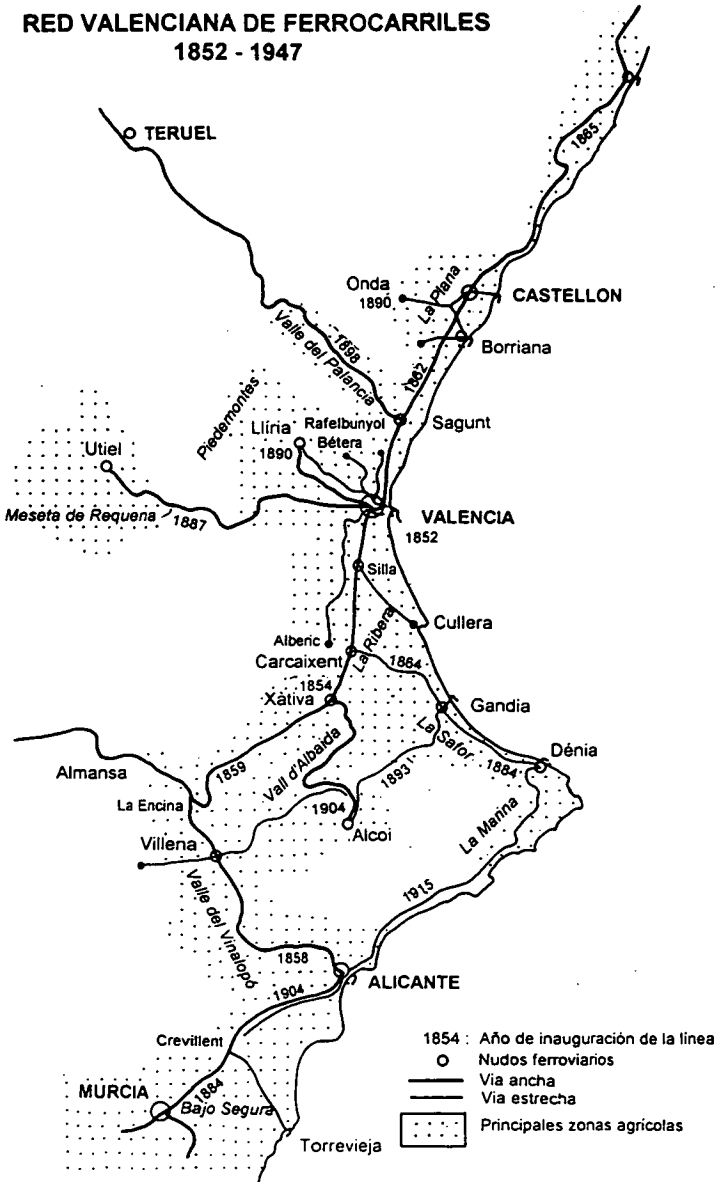 RED VALENCIANA DE FERROCARRILES
1852 - 1947
TERUEL
1865
Onda
1890
La Plana
CASTELLON
Valle del Palancia
1898
Borriana
1862
Piedemontes
Llíria
1890
Rafelbunyol
Bétera
Sagunt
Utiel
Meseta de Requena
1887
VALENCIA
1852
Silla
Cullera
Alberic
La Ribera
Carcaixent
1864
1854
Xàtiva
Gandia
La Safor
Vall d'Albaida
1859
Dénia
1884
Almansa
1893
La Encina
1904
Alcoi
La Marina
Villena
1915
Valle del Vinalopó
1858
ALICANTE
1904
Crevillent
MURCIA
1884
Bajo Segura
Torrevieja
1854 : Año de inauguración de la línea
Nudos ferroviarios
Via ancha
Via estrecha
Principales zonas agrícolas